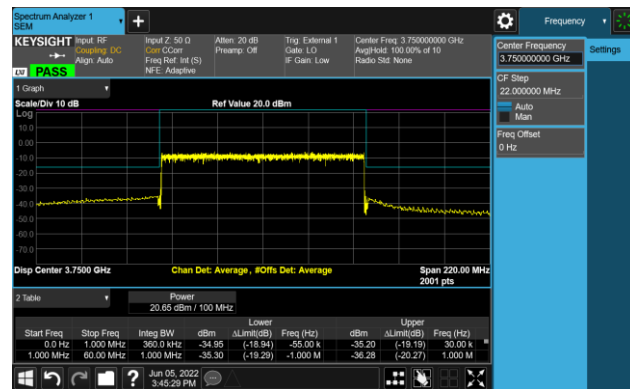 Spectrum Analyzer 1
SEM
Frequency
KEYSIGHT Input: RF Input Z: 50 Ω Atten: 20 dB Trig: External 1 Center Freq: 3.750000000 GHz
Coupling: DC Corr CCorr Preamp: Off Gate: LO Avg|Hold: 100.00% of 10
Align: Auto Freq Ref: Int (S) IF Gain: Low Radio Std: None
NFE: Adaptive
LXI PASS
Center Frequency
3.750000000 GHz
Settings
CF Step
22.000000 MHz
Auto
Man
Freq Offset
0 Hz
1 Graph
Scale/Div 10 dB Ref Value 20.0 dBm
Log
10.0
0.00
-10.0
-20.0
-30.0
-40.0
-50.0
-60.0
-70.0
Disp Center 3.7500 GHz Chan Det: Average , #Offs Det: Average Span 220.00 MHz
2001 pts
2 Table
Power
20.65 dBm / 100 MHz
Lower Upper
Start Freq Stop Freq Integ BW dBm ΔLimit(dB) Freq (Hz) dBm ΔLimit(dB) Freq (Hz)
0.0 Hz 1.000 MHz 360.0 kHz -34.95 (-18.94) -55.00 k -35.20 (-19.19) 30.00 k
1.000 MHz 60.00 MHz 1.000 MHz -35.30 (-19.29) -1.000 M -36.28 (-20.27) 1.000 M
Jun 05, 2022
3:45:29 PM